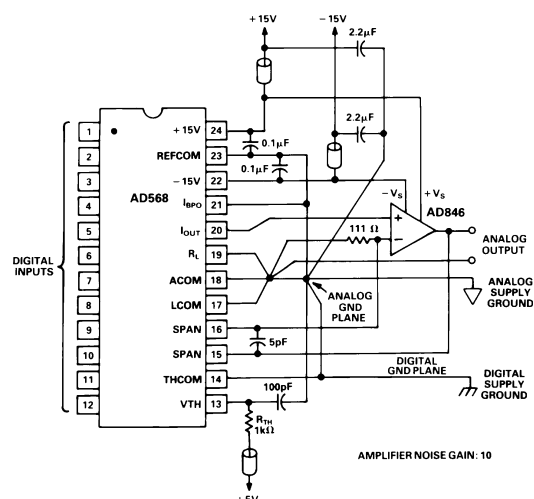 +15V
−15V
2.2μF
2.2μF
1
2
3
4
5
6
7
8
9
10
11
12
DIGITAL
INPUTS
AD568
+15V
REFCOM
−15V
IBPO
IOUT
RL
ACOM
LCOM
SPAN
SPAN
THCOM
VTH
24
23
22
21
20
19
18
17
16
15
14
13
0.1μF
0.1μF
−VS
+VS
AD846
+
−
111 Ω
ANALOG
OUTPUT
ANALOG
GND
PLANE
ANALOG
SUPPLY
GROUND
5pF
DIGITAL
GND PLANE
DIGITAL
SUPPLY
GROUND
100pF
RTH
1kΩ
+5V
AMPLIFIER NOISE GAIN: 10